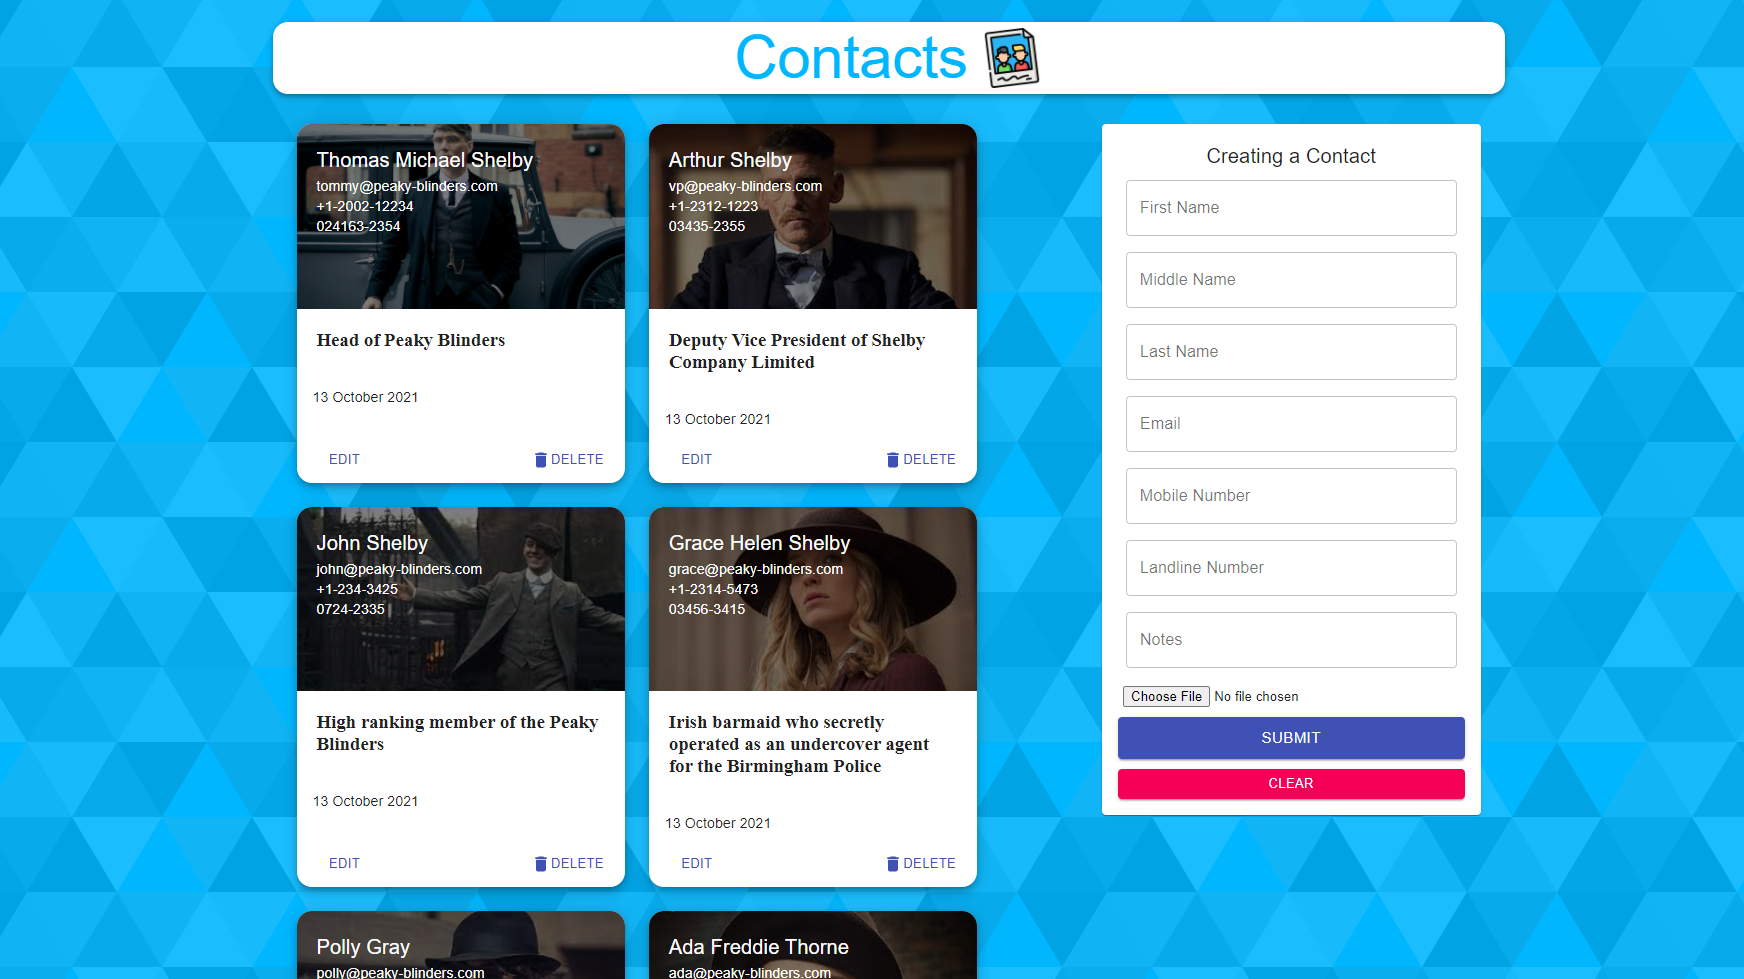 Contacts
Thomas Michael Shelby
tommy@peaky-blinders.com
+1-2002-12234
024163-2354
Head of Peaky Blinders
13 October 2021
EDIT
DELETE
Arthur Shelby
vp@peaky-blinders.com
+1-2312-1223
03435-2355
Deputy Vice President of Shelby
Company Limited
13 October 2021
EDIT
DELETE
John Shelby
john@peaky-blinders.com
+1-234-3425
0724-2335
High ranking member of the Peaky
Blinders
13 October 2021
EDIT
DELETE
Grace Helen Shelby
grace@peaky-blinders.com
+1-2314-5473
03456-3415
Irish barmaid who secretly
operated as an undercover agent
for the Birmingham Police
13 October 2021
EDIT
DELETE
Polly Gray
polly@peaky-blinders.com
Ada Freddie Thorne
ada@peaky-blinders.com
Creating a Contact
First Name
Middle Name
Last Name
Email
Mobile Number
Landline Number
Notes
Choose File No file chosen
SUBMIT
CLEAR